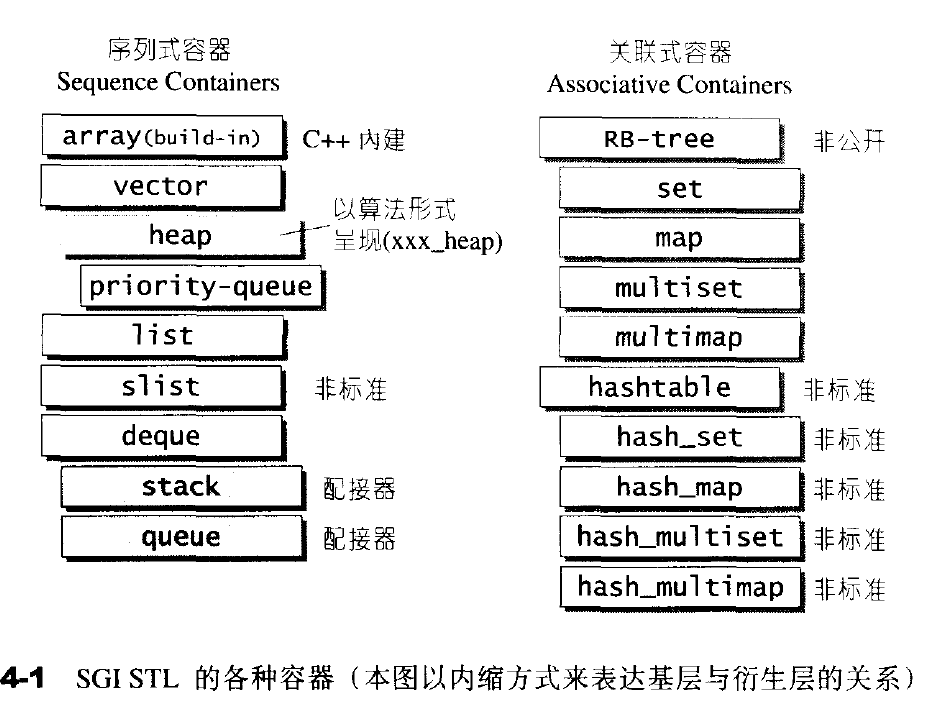 序列式容器
Sequence Containers
array(build-in)
C++ 内建
vector
heap
以算法形式
呈现(xxx_heap)
priority-queue
list
slist
非标准
deque
stack
配接器
queue
配接器
关联式容器
Associative Containers
RB-tree
非公开
set
map
multiset
multimap
hashtable
非标准
hash_set
非标准
hash_map
非标准
hash_multiset
非标准
hash_multimap
非标准
4-1 SGI STL 的各种容器（本图以内缩方式来表达基层与衍生层的关系）